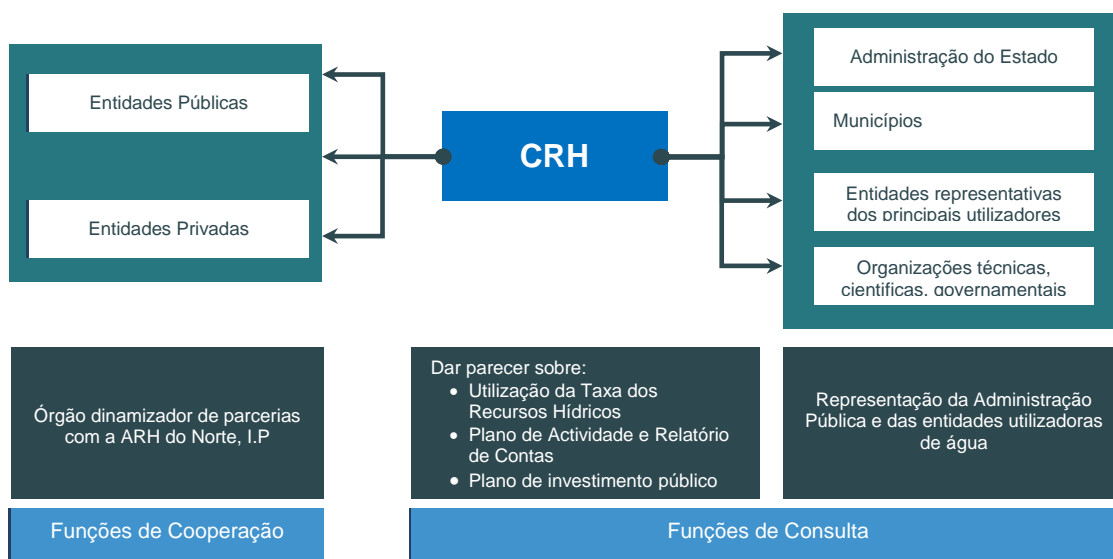 Entidades Públicas
Entidades Privadas
CRH
Administração do Estado
Municípios
Entidades representativas
dos principais utilizadores
Organizações técnicas,
cientificas, governamentais
Órgão dinamizador de parcerias
com a ARH do Norte, I.P
Dar parecer sobre:
• Utilização da Taxa dos
Recursos Hídricos
• Plano de Actividade e Relatório
de Contas
• Plano de investimento público
Representação da Administração
Pública e das entidades utilizadoras
de água
Funções de Cooperação
Funções de Consulta